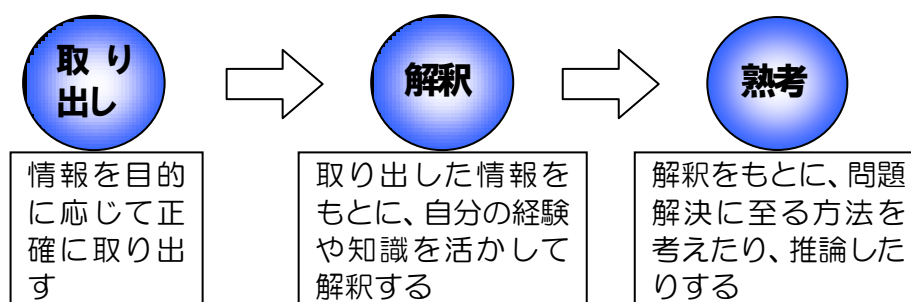 取り
出し
情報を目的
に応じて正
確に取り出
す
解釈
取り出した情報を
もとに、自分の経験
や知識を活かして
解釈する
熟考
解釈をもとに、問題
解決に至る方法を
考えたり、推論した
りする